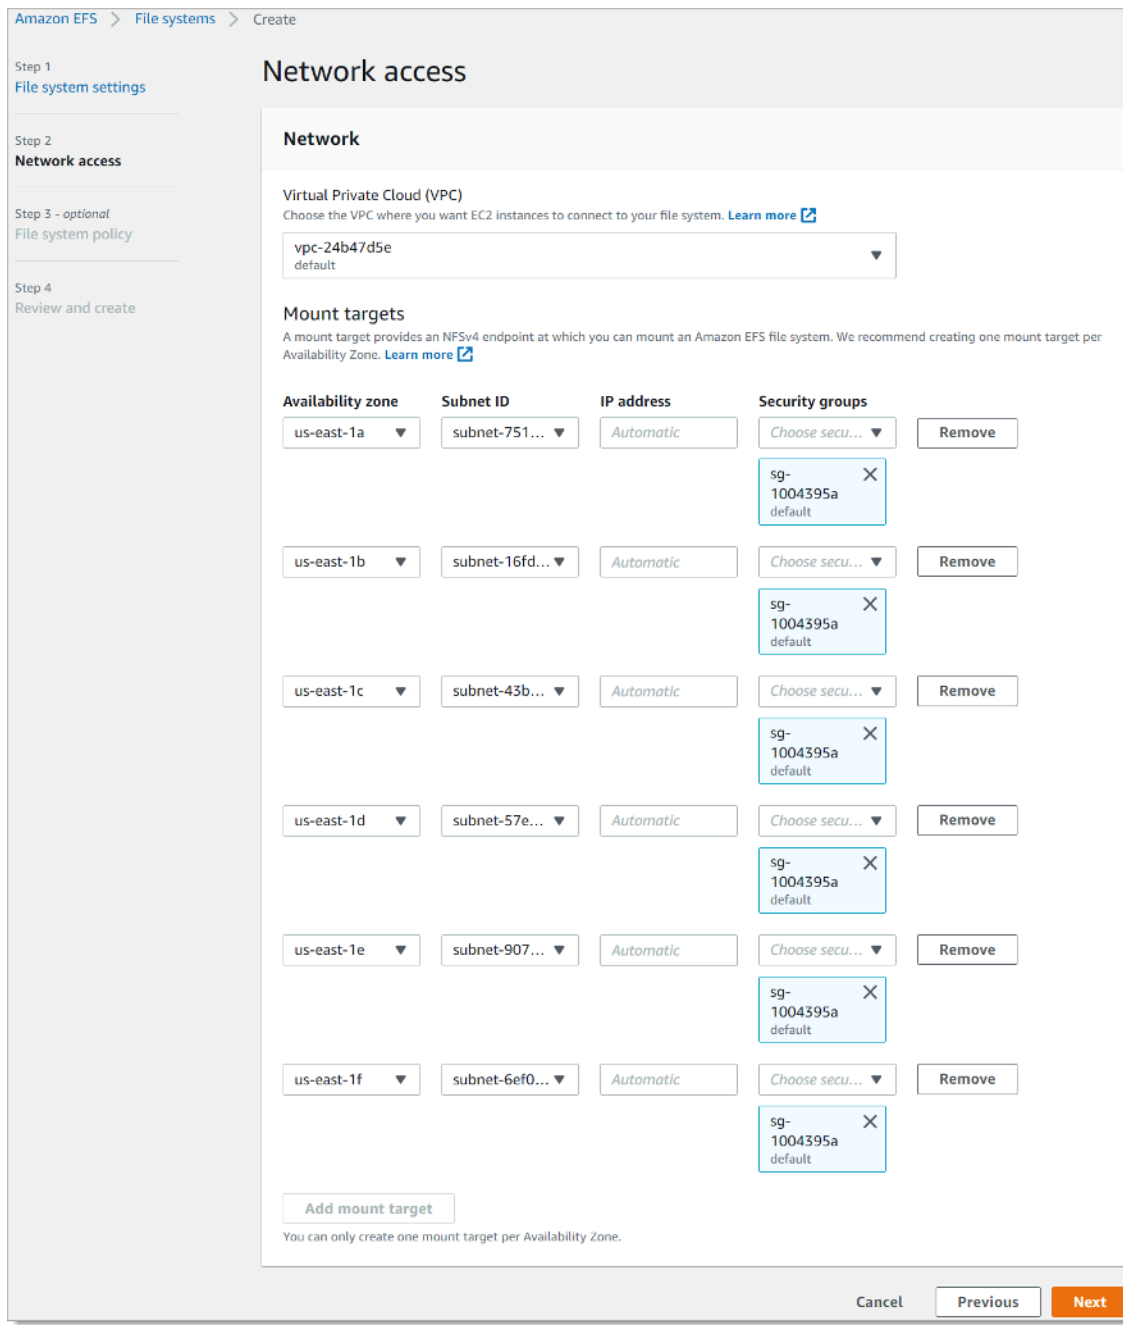 Amazon EFS > File systems > Create
Step 1
File system settings
Step 2
Network access
Step 3 - optional
File system policy
Step 4
Review and create
Network access
Network
Virtual Private Cloud (VPC)
Choose the VPC where you want EC2 instances to connect to your file system. Learn more
vpc-24b47d5e
default
Mount targets
A mount target provides an NFSv4 endpoint at which you can mount an Amazon EFS file system. We recommend creating one mount target per
Availability Zone. Learn more
Availability zone Subnet ID IP address Security groups
us-east-1a subnet-751... Automatic Choose secu... Remove
sg-
1004395a
default
us-east-1b subnet-16fd... Automatic Choose secu... Remove
sg-
1004395a
default
us-east-1c subnet-43b... Automatic Choose secu... Remove
sg-
1004395a
default
us-east-1d subnet-57e... Automatic Choose secu... Remove
sg-
1004395a
default
us-east-1e subnet-907... Automatic Choose secu... Remove
sg-
1004395a
default
us-east-1f subnet-6ef0... Automatic Choose secu... Remove
sg-
1004395a
default
Add mount target
You can only create one mount target per Availability Zone.
Cancel Previous Next